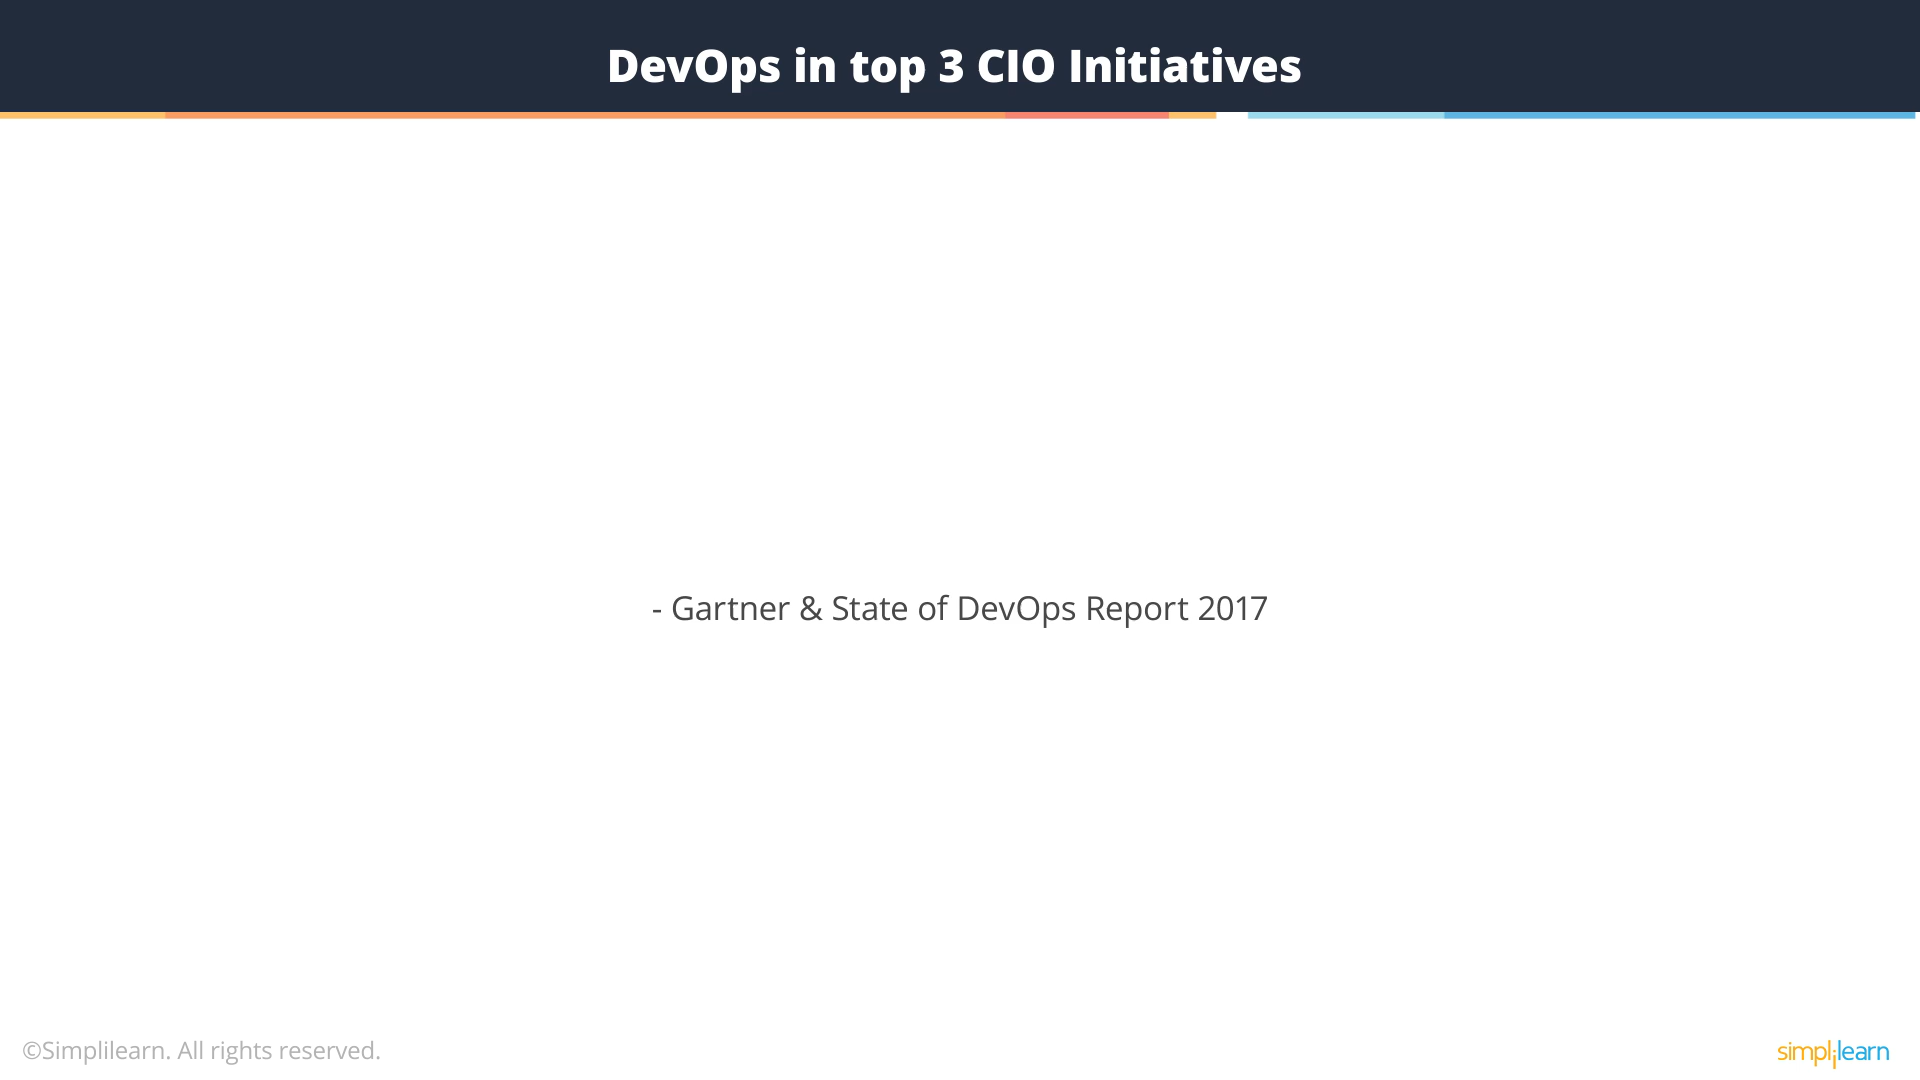 DevOps in top 3 CIO Initiatives
- Gartner & State of DevOps Report 2017
©Simplilearn. All rights reserved.
simplilearn